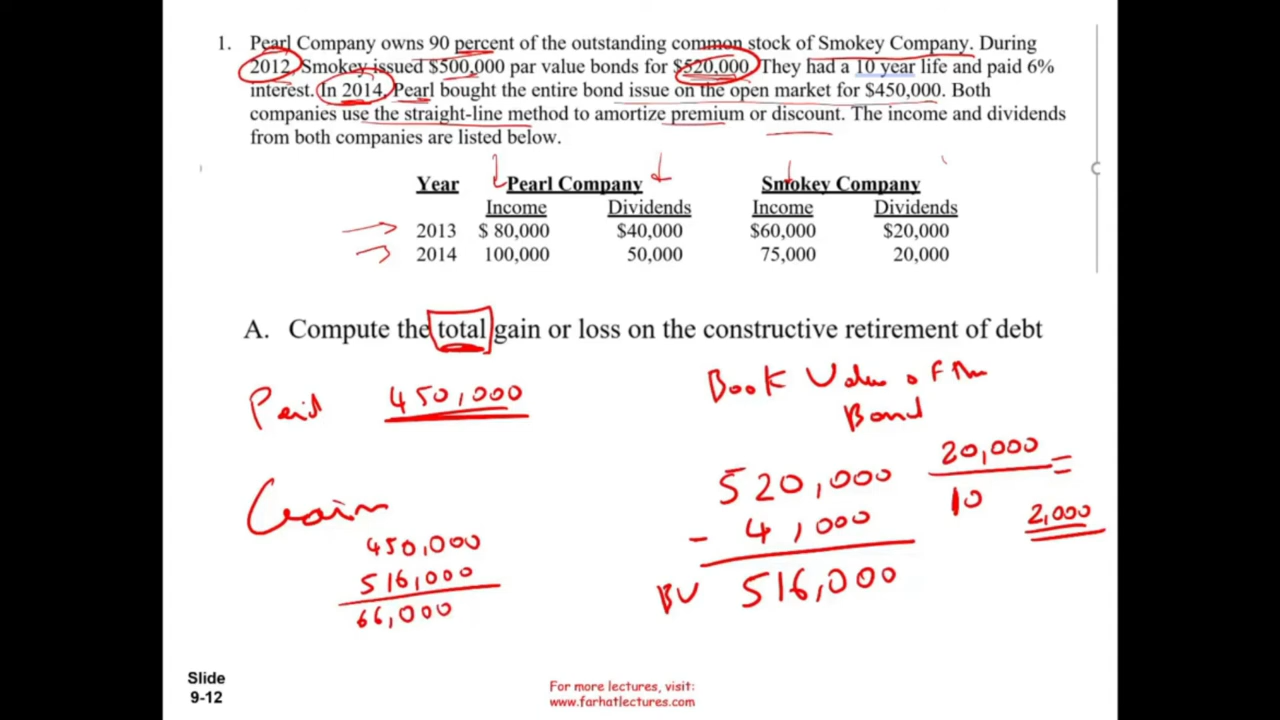 1. Pearl Company owns 90 percent of the outstanding common stock of Smokey Company. During
2012, Smokey issued $500,000 par value bonds for $520,000. They had a 10 year life and paid 6%
interest. In 2014, Pearl bought the entire bond issue on the open market for $450,000. Both
companies use the straight-line method to amortize premium or discount. The income and dividends
from both companies are listed below.
Year Pearl Company Smokey Company
Income Dividends Income Dividends
2013 $ 80,000 $40,000 $60,000 $20,000
2014 100,000 50,000 75,000 20,000
A. Compute the total gain or loss on the constructive retirement of debt
Paid 450,000
Book Value of the
Bond
Gain
450,000
516,000
66,000
520,000
- 4,000
BV 516,000
20,000
10
=
2,000
Slide
9-12
For more lectures, visit:
www.farhatlectures.com